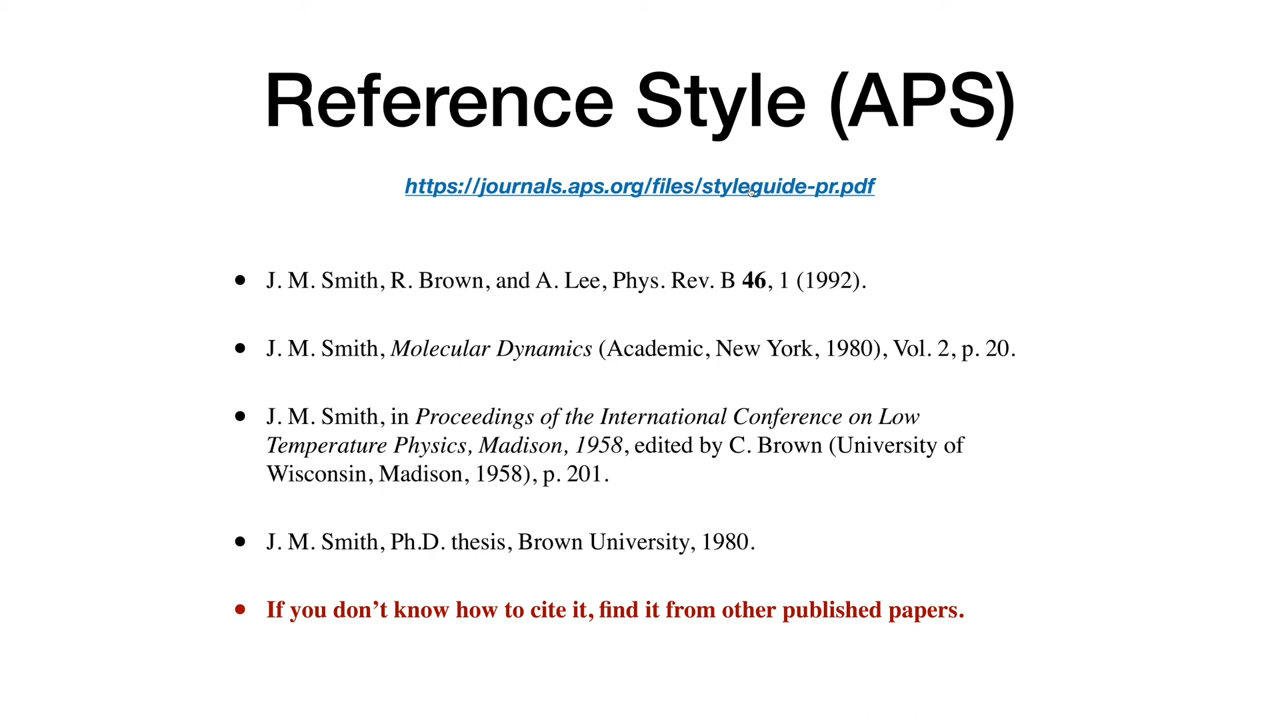 Reference Style (APS)
https://journals.aps.org/files/styleguide-pr.pdf
• J. M. Smith, R. Brown, and A. Lee, Phys. Rev. B 46, 1 (1992).
• J. M. Smith, Molecular Dynamics (Academic, New York, 1980), Vol. 2, p. 20.
• J. M. Smith, in Proceedings of the International Conference on Low
Temperature Physics, Madison, 1958, edited by C. Brown (University of
Wisconsin, Madison, 1958), p. 201.
• J. M. Smith, Ph.D. thesis, Brown University, 1980.
• If you don’t know how to cite it, find it from other published papers.